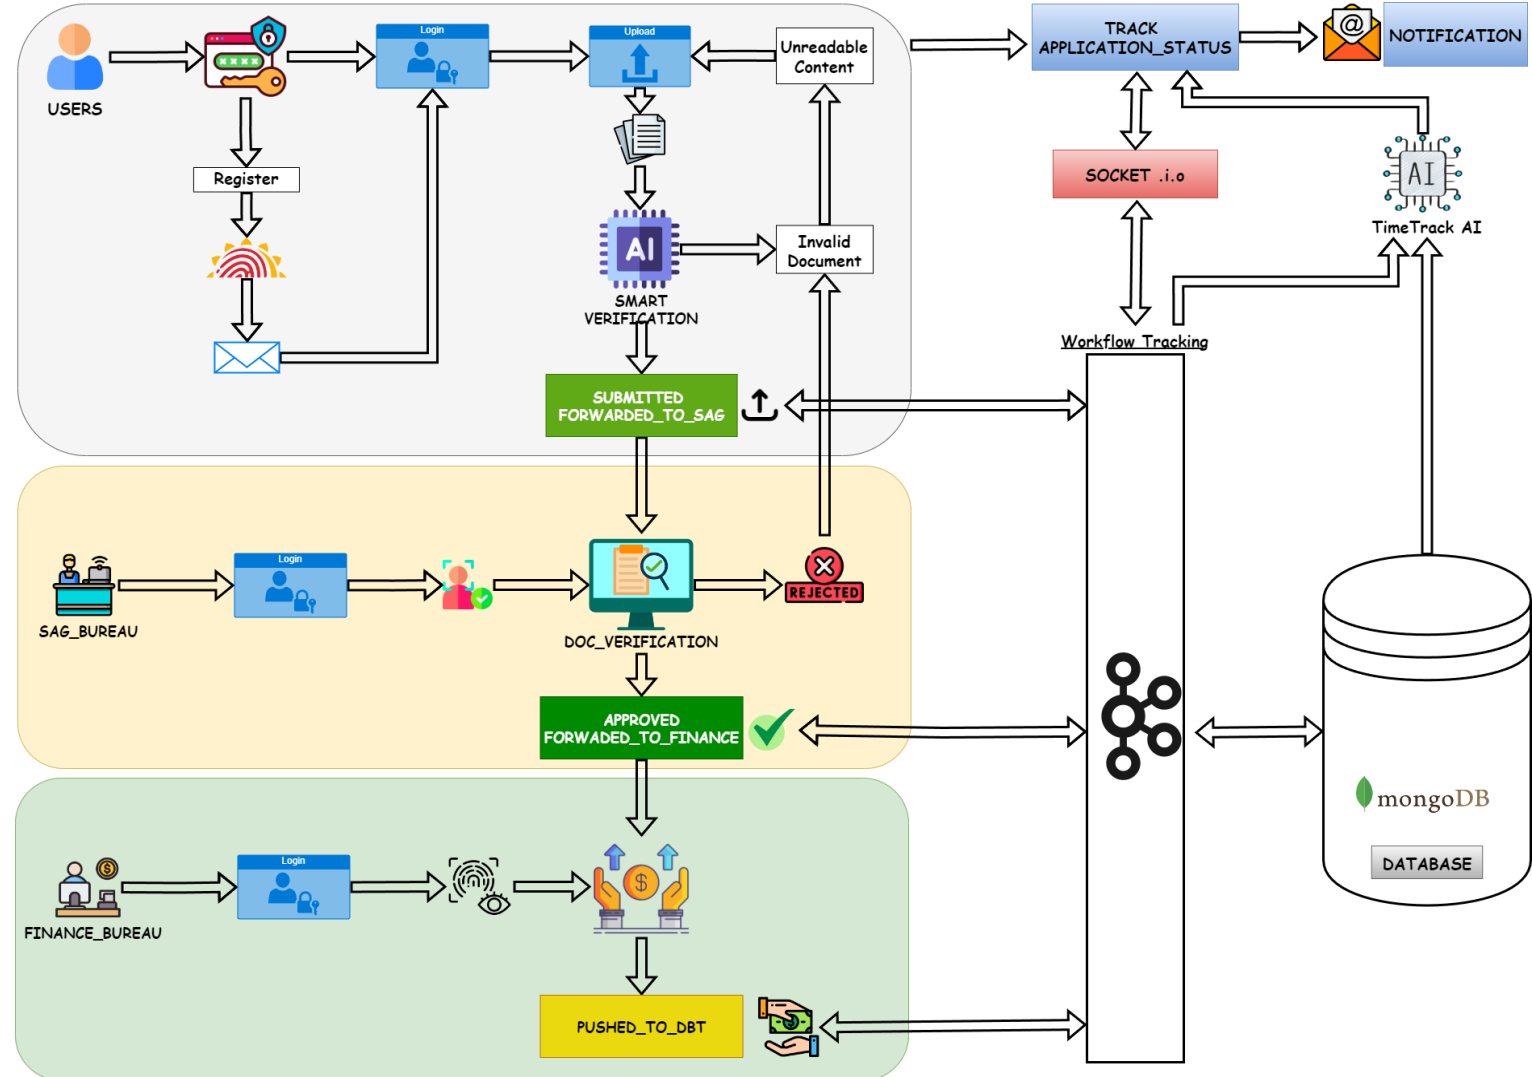 USERS
Login
Upload
Unreadable
Content
TRACK
APPLICATION_STATUS
@
NOTIFICATION
Register
SOCKET .i.o
AI
TimeTrack AI
AI
Invalid
Document
SMART
VERIFICATION
Workflow Tracking
SUBMITTED
FORWARDED_TO_SAG
SAG_BUREAU
Login
DOC_VERIFICATION
REJECTED
APPROVED
FORWADED_TO_FINANCE
mongoDB
DATABASE
FINANCE_BUREAU
Login
$
PUSHED_TO_DBT